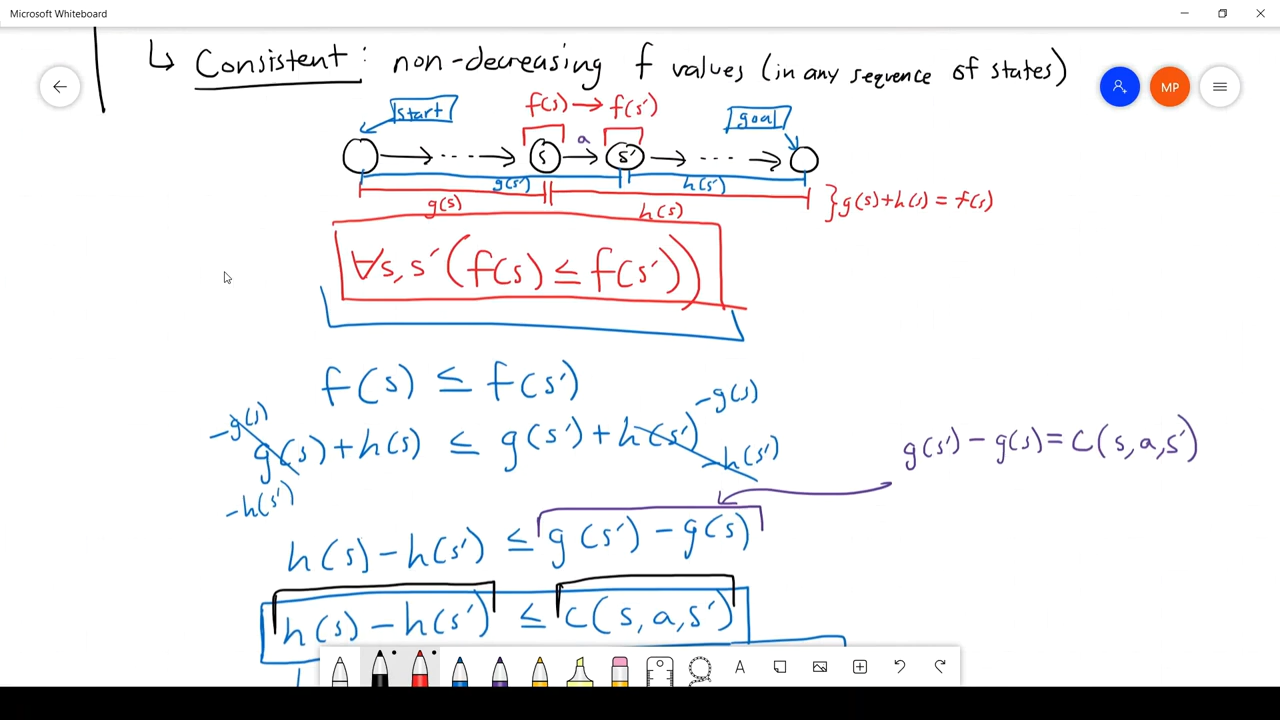 Microsoft Whiteboard
↳ Consistent: non-decreasing f values (in any sequence of states)
MP
f(s) → f(s')
start
goal
a
s
s'
g(s')
h(s')
g(s)
h(s)
}g(s)+h(s) = f(s)
∀s,s'(f(s) ≤ f(s'))
f(s) ≤ f(s')
-g(s)
-g(s)
g(s)+h(s) ≤ g(s')+h(s')
-h(s')
-h(s')
g(s') - g(s) = C(s,a,s')
h(s) - h(s') ≤ g(s') - g(s)
h(s) - h(s') ≤ C(s,a,s')
A